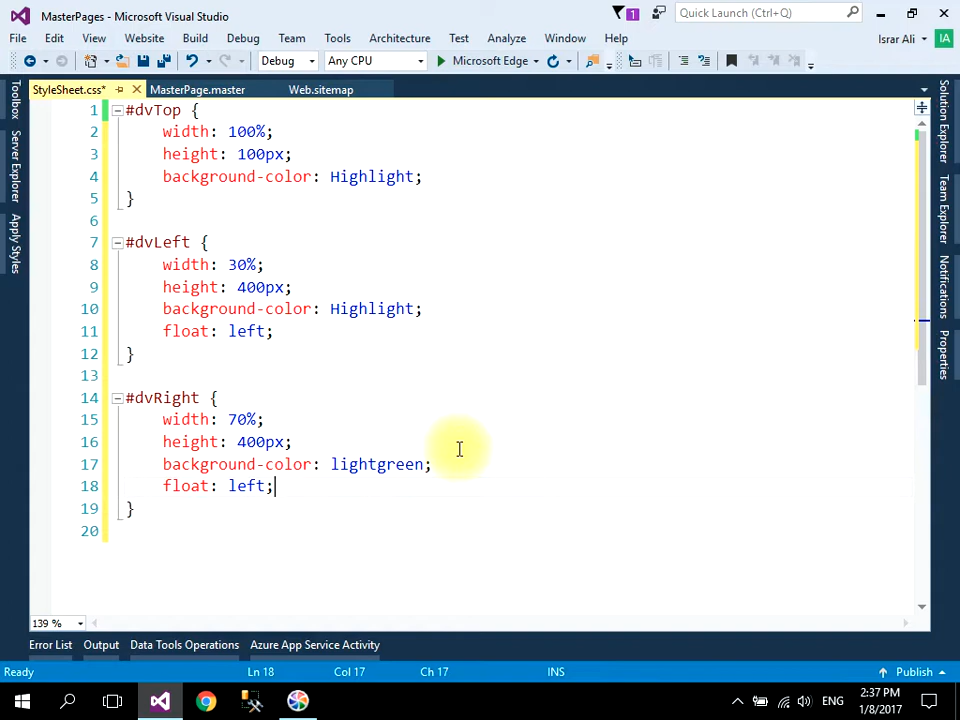 MasterPages - Microsoft Visual Studio
1
Quick Launch (Ctrl+Q)
File Edit View Website Build Debug Team Tools Architecture Test Analyze Window Help
Israr Ali IA
Debug Any CPU Microsoft Edge
StyleSheet.css* MasterPage.master Web.sitemap
Toolbox
Server Explorer
Apply Styles
1 #dvTop {
2 width: 100%;
3 height: 100px;
4 background-color: Highlight;
5 }
6
7 #dvLeft {
8 width: 30%;
9 height: 400px;
10 background-color: Highlight;
11 float: left;
12 }
13
14 #dvRight {
15 width: 70%;
16 height: 400px;
17 background-color: lightgreen;
18 float: left;
19 }
20
Solution Explorer
Team Explorer
Notifications
Properties
139 %
Error List Output Data Tools Operations Azure App Service Activity
Ready Ln 18 Col 17 Ch 17 INS Publish
ENG
2:37 PM
1/8/2017